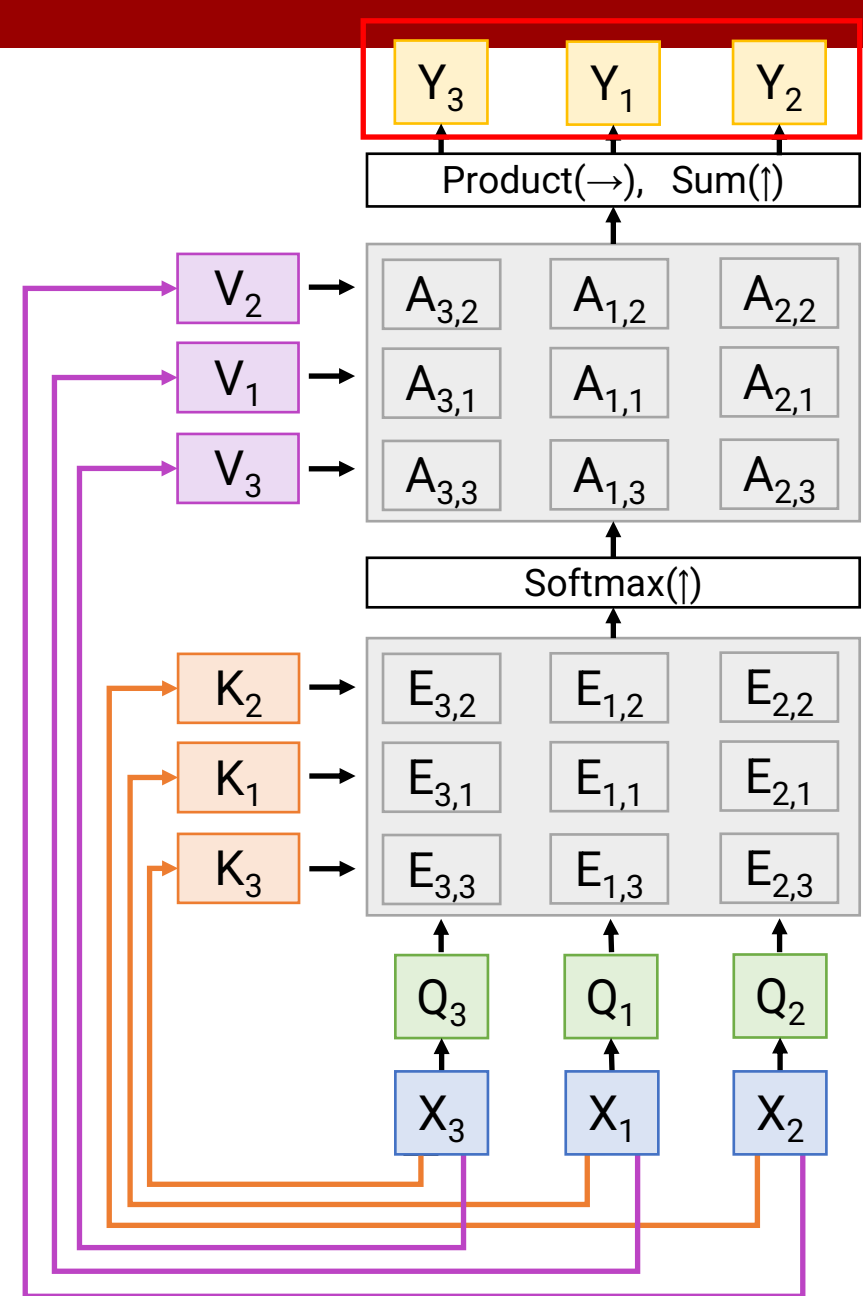 Y₃ Y₁ Y₂
Product(→), Sum(↑)
V₂ A₃,₂ A₁,₂ A₂,₂
V₁ A₃,₁ A₁,₁ A₂,₁
V₃ A₃,₃ A₁,₃ A₂,₃
Softmax(↑)
K₂ E₃,₂ E₁,₂ E₂,₂
K₁ E₃,₁ E₁,₁ E₂,₁
K₃ E₃,₃ E₁,₃ E₂,₃
Q₃ Q₁ Q₂
X₃ X₁ X₂